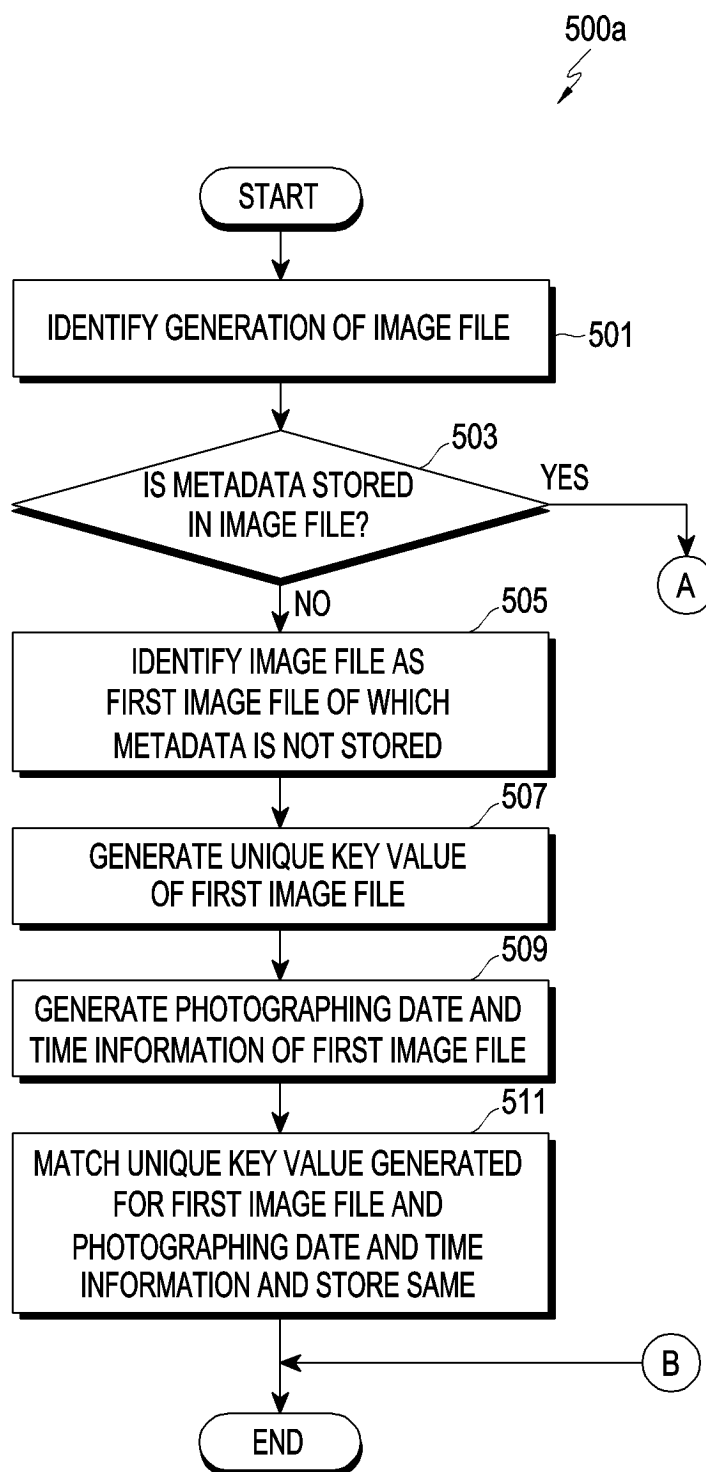 500a
START
IDENTIFY GENERATION OF IMAGE FILE
501
503
IS METADATA STORED
IN IMAGE FILE?
YES
A
NO
505
IDENTIFY IMAGE FILE AS
FIRST IMAGE FILE OF WHICH
METADATA IS NOT STORED
507
GENERATE UNIQUE KEY VALUE
OF FIRST IMAGE FILE
509
GENERATE PHOTOGRAPHING DATE AND
TIME INFORMATION OF FIRST IMAGE FILE
511
MATCH UNIQUE KEY VALUE GENERATED
FOR FIRST IMAGE FILE AND
PHOTOGRAPHING DATE AND TIME
INFORMATION AND STORE SAME
B
END